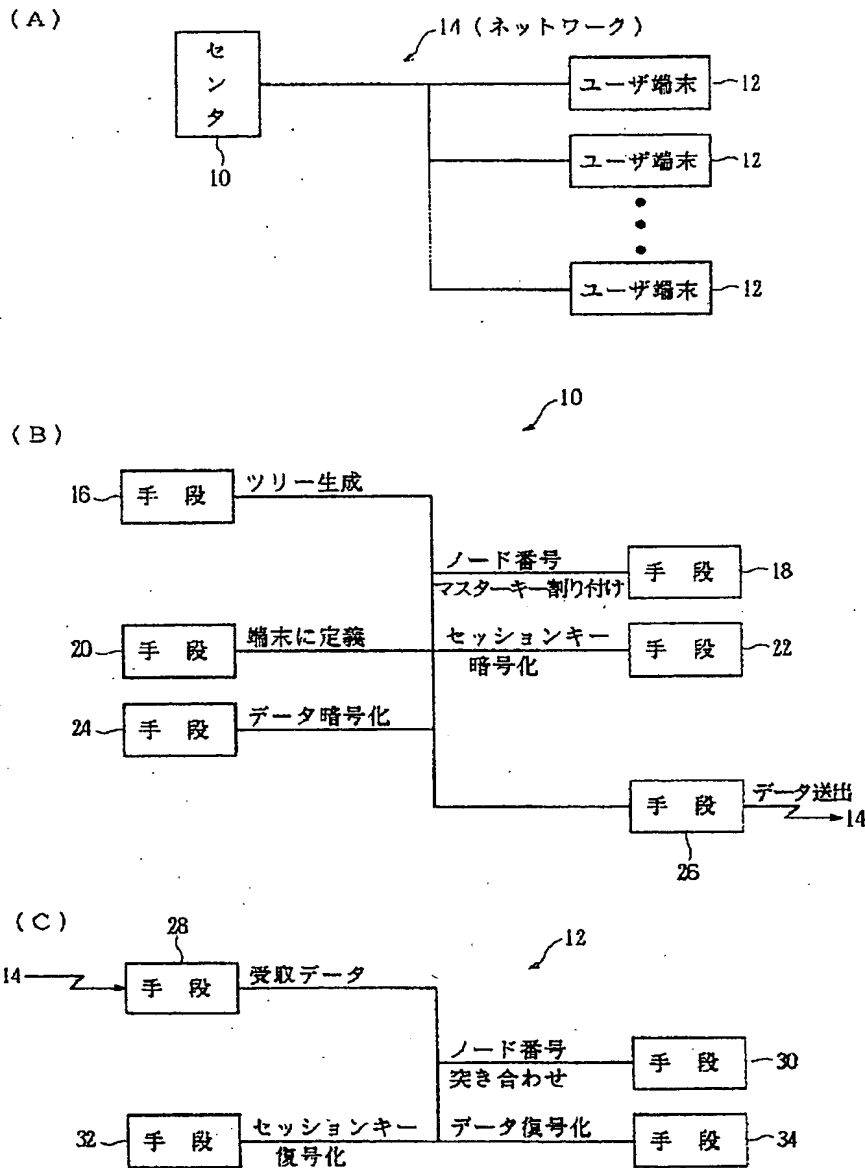 (A)
14(ネットワーク)
センタ
10
ユーザ端末
12
ユーザ端末
12
ユーザ端末
12
10
(B)
16
手 段
ツリー生成
ノード番号
マスターキー割り付け
手 段
18
20
手 段
端末に定義
セッションキー
暗号化
手 段
22
24
手 段
データ暗号化
手 段
データ送出
14
26
(C)
28
12
14
手 段
受取データ
ノード番号
突き合わせ
手 段
30
32
手 段
セッションキー
復号化
データ復号化
手 段
34